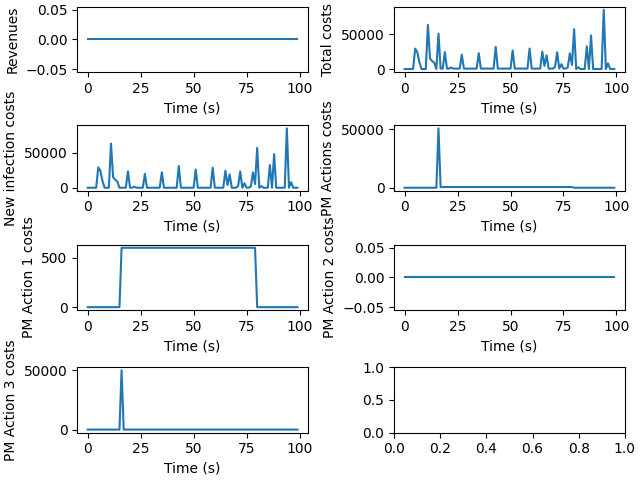 Revenues
0.05
0.00
−0.05
0 25 50 75 100
Time (s)
Total costs
50000
0
0 25 50 75 100
Time (s)
New infection costs
50000
0
0 25 50 75 100
Time (s)
PM Actions costs
50000
0
0 25 50 75 100
Time (s)
PM Action 1 costs
500
0
0 25 50 75 100
Time (s)
PM Action 2 costs
0.05
0.00
−0.05
0 25 50 75 100
Time (s)
PM Action 3 costs
50000
0
0 25 50 75 100
Time (s)
1.0
0.5
0.0
0.0 0.2 0.4 0.6 0.8 1.0